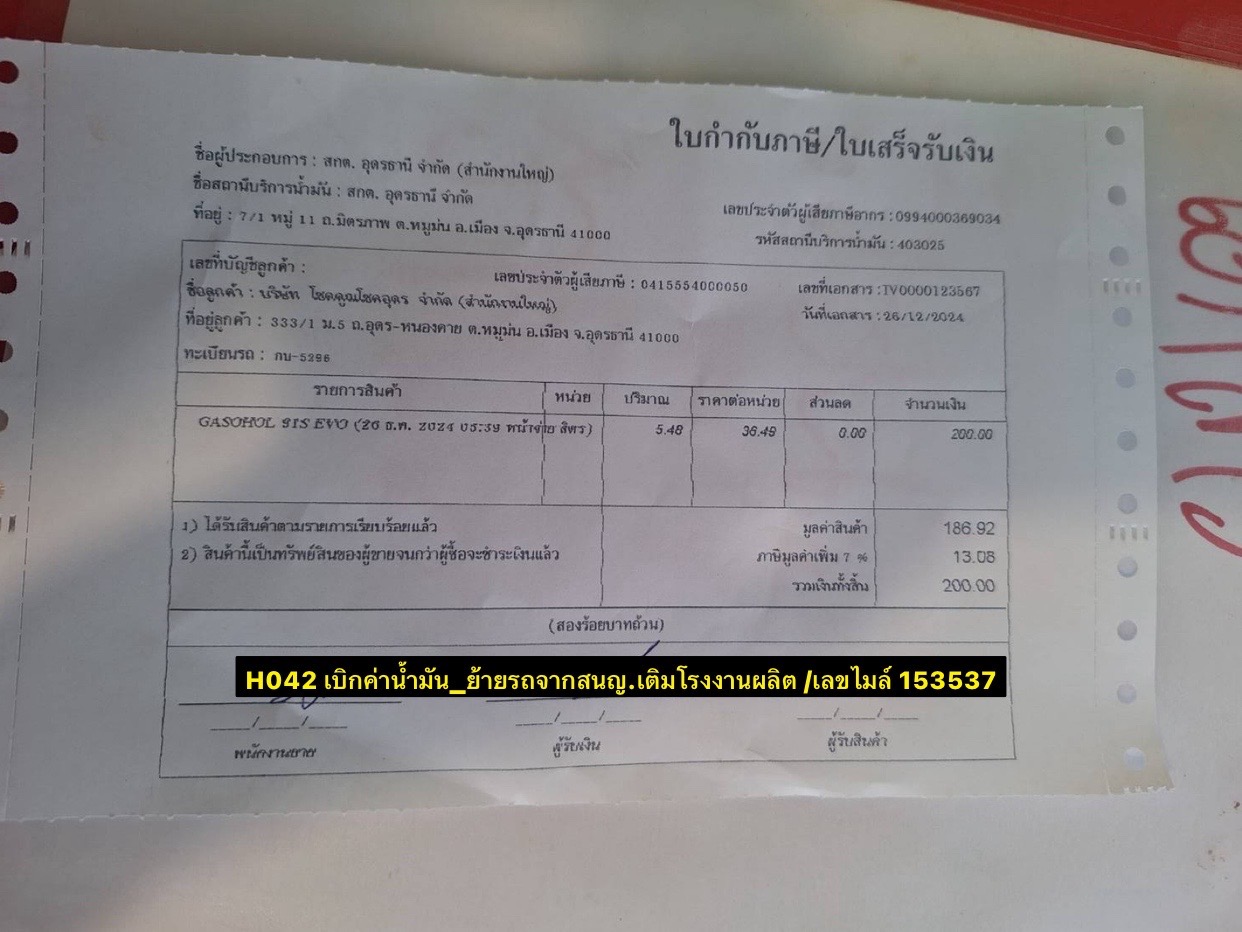 ใบกำกับภาษี/ใบเสร็จรับเงิน
ชื่อผู้ประกอบการ : สกต. อุดรธานี จำกัด (สำนักงานใหญ่)
ชื่อสถานีบริการน้ำมัน : สกต. อุดรธานี จำกัด
ที่อยู่ : 7/1 หมู่ 11 ถ.มิตรภาพ ต.หมูม่น อ.เมือง จ.อุดรธานี 41000
เลขประจำตัวผู้เสียภาษีอากร : 0994000369034
รหัสสถานีบริการน้ำมัน : 403025
เลขที่บัญชีลูกค้า :
เลขประจำตัวผู้เสียภาษี : 0415554000050
เลขที่เอกสาร : IV0000123567
ชื่อลูกค้า : บริษัท โชคคูณโชคอุดร จำกัด (สำนักงานใหญ่)
วันที่เอกสาร : 26/12/2024
ที่อยู่ลูกค้า : 333/1 ม.5 ถ.อุดร-หนองคาย ต.หมูม่น อ.เมือง จ.อุดรธานี 41000
ทะเบียนรถ : กบ-5296
รายการสินค้า หน่วย ปริมาณ ราคาต่อหน่วย ส่วนลด จำนวนเงิน
GASOHOL 91S EVO (26 ธ.ค. 2024 05:39 หน้าจ่าย ลิตร) 5.48 36.49 0.00 200.00
1) ได้รับสินค้าตามรายการเรียบร้อยแล้ว มูลค่าสินค้า 186.92
2) สินค้านี้เป็นทรัพย์สินของผู้ขายจนกว่าผู้ซื้อจะชำระเงินแล้ว ภาษีมูลค่าเพิ่ม 7 % 13.08
รวมเงินทั้งสิ้น 200.00
(สองร้อยบาทถ้วน)
H042 เบิกค่าน้ำมัน_ย้ายรถจากสนญ.เติมโรงงานผลิต /เลขไมล์ 153537
____/____/____ ____/____/____ ____/____/____
พนักงานขาย ผู้รับเงิน ผู้รับสินค้า